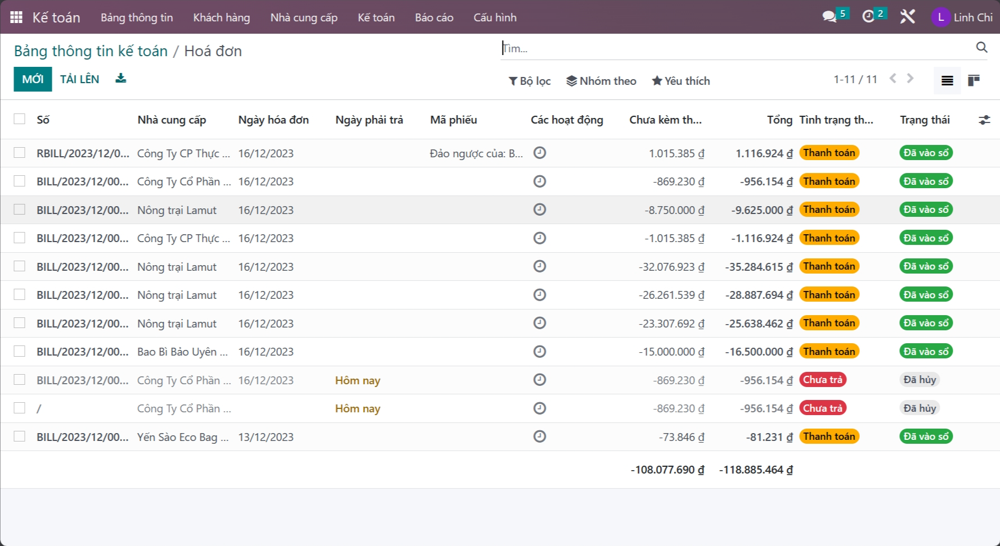 Kế toán Bảng thông tin Khách hàng Nhà cung cấp Kế toán Báo cáo Cấu hình 5 2 L Linh Chi
Bảng thông tin kế toán / Hoá đơn Tìm...
MỚI TẢI LÊN Bộ lọc Nhóm theo Yêu thích 1-11 / 11
Số Nhà cung cấp Ngày hóa đơn Ngày phải trả Mã phiếu Các hoạt động Chưa kèm th... Tổng Tình trạng th... Trạng thái
RBILL/2023/12/0... Công Ty CP Thực ... 16/12/2023 Đảo ngược của: B... 1.015.385 ₫ 1.116.924 ₫ Thanh toán Đã vào sổ
BILL/2023/12/00... Công Ty Cổ Phần ... 16/12/2023 -869.230 ₫ -956.154 ₫ Thanh toán Đã vào sổ
BILL/2023/12/00... Nông trại Lamut 16/12/2023 -8.750.000 ₫ -9.625.000 ₫ Thanh toán Đã vào sổ
BILL/2023/12/00... Công Ty CP Thực ... 16/12/2023 -1.015.385 ₫ -1.116.924 ₫ Thanh toán Đã vào sổ
BILL/2023/12/00... Nông trại Lamut 16/12/2023 -32.076.923 ₫ -35.284.615 ₫ Thanh toán Đã vào sổ
BILL/2023/12/00... Nông trại Lamut 16/12/2023 -26.261.539 ₫ -28.887.694 ₫ Thanh toán Đã vào sổ
BILL/2023/12/00... Nông trại Lamut 16/12/2023 -23.307.692 ₫ -25.638.462 ₫ Thanh toán Đã vào sổ
BILL/2023/12/00... Bao Bì Bảo Uyên ... 16/12/2023 -15.000.000 ₫ -16.500.000 ₫ Thanh toán Đã vào sổ
BILL/2023/12/00... Công Ty Cổ Phần ... 16/12/2023 Hôm nay -869.230 ₫ -956.154 ₫ Chưa trả Đã hủy
/ Công Ty Cổ Phần ... Hôm nay -869.230 ₫ -956.154 ₫ Chưa trả Đã hủy
BILL/2023/12/00... Yến Sào Eco Bag ... 13/12/2023 -73.846 ₫ -81.231 ₫ Thanh toán Đã vào sổ
-108.077.690 ₫ -118.885.464 ₫